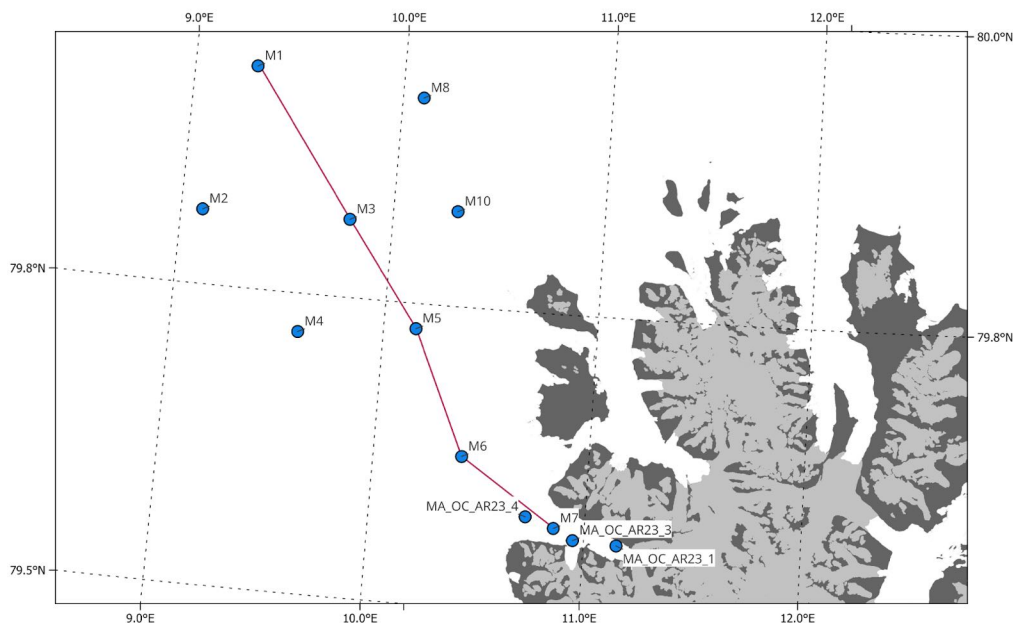 9.0°E 10.0°E 11.0°E 12.0°E
80.0°N
M1
M8
M2
M10
M3
79.8°N
M5
M4
79.8°N
M6
MA_OC_AR23_4
M7
MA_OC_AR23_3
MA_OC_AR23_1
79.5°N
9.0°E 10.0°E 11.0°E 12.0°E